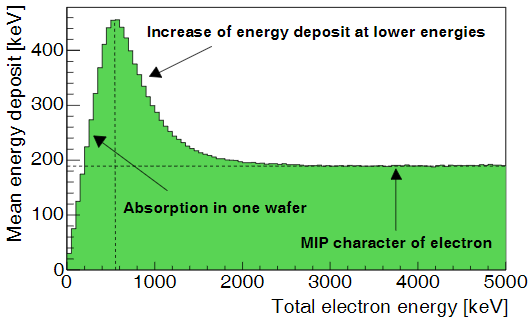 Mean energy deposit [keV]
400
300
200
100
0
Increase of energy deposit at lower energies
Absorption in one wafer
MIP character of electron
0 1000 2000 3000 4000 5000
Total electron energy [keV]